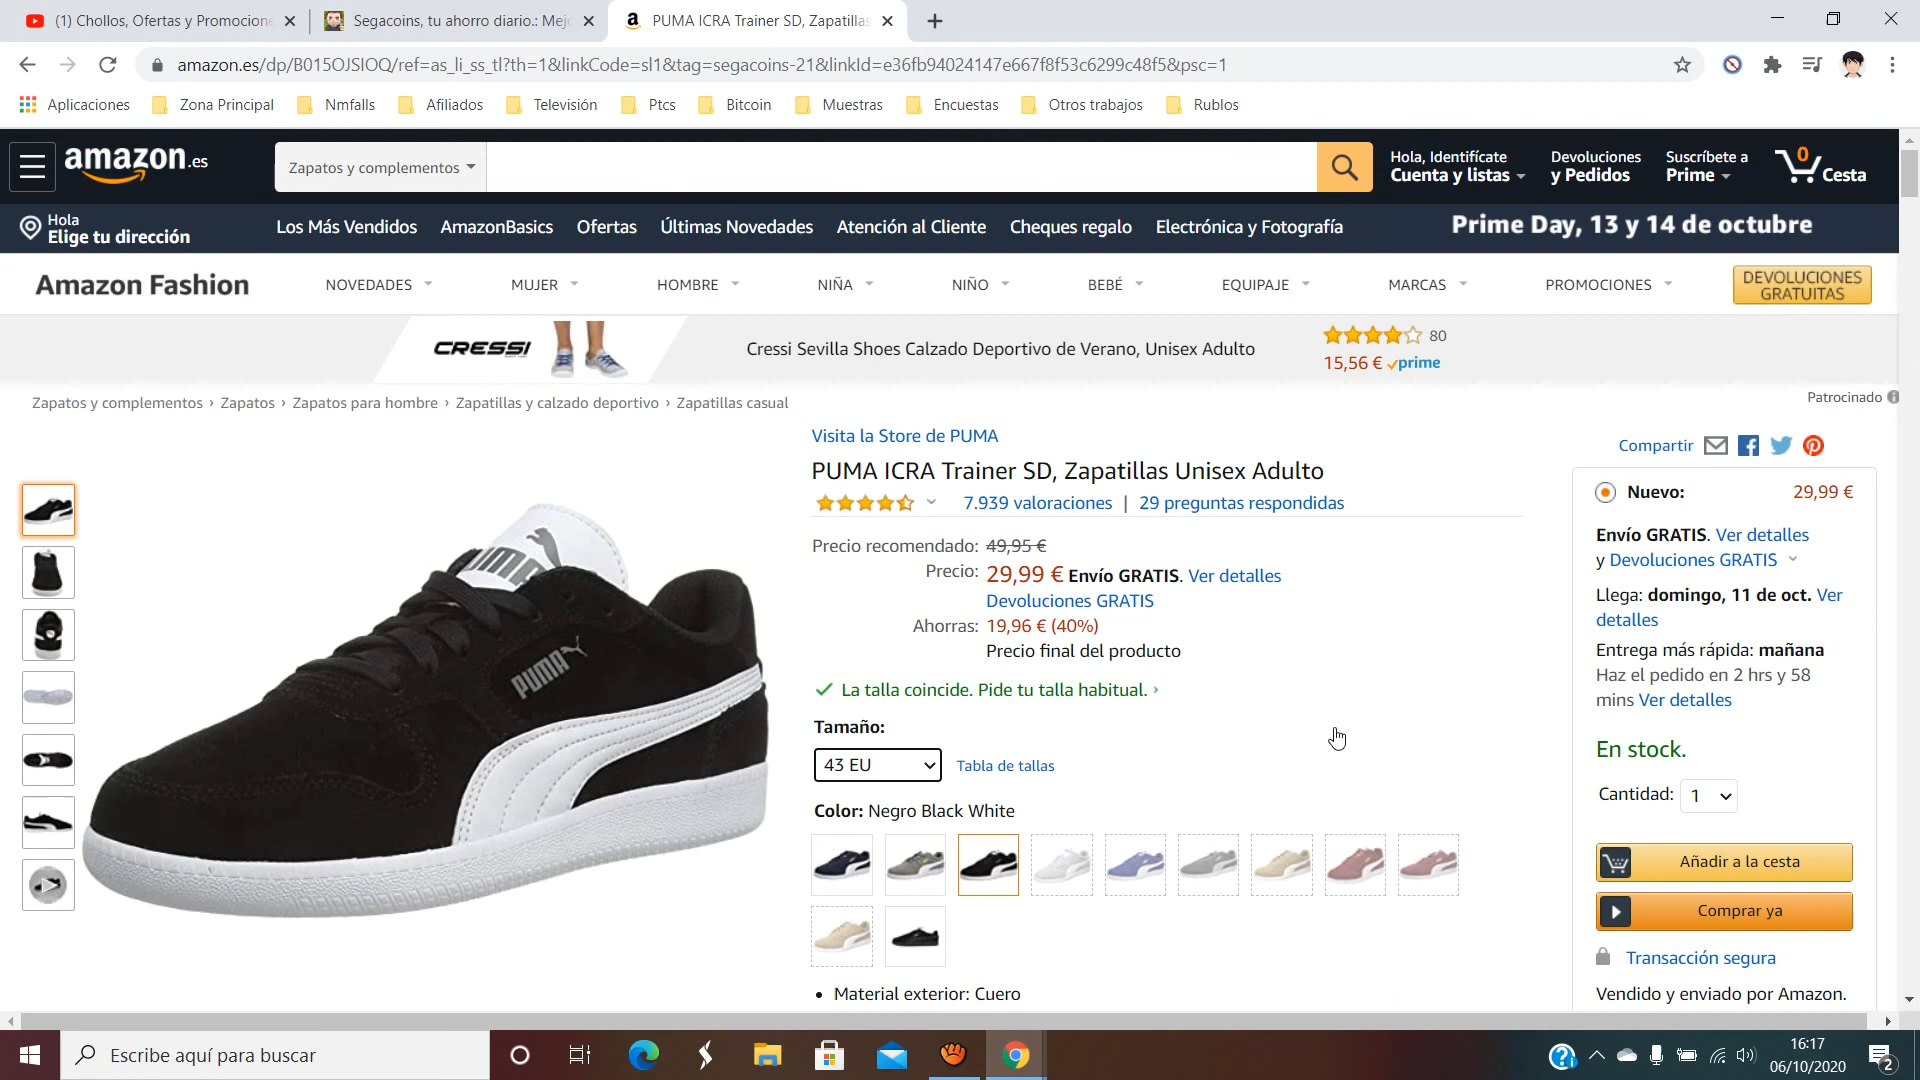 (1) Chollos, Ofertas y Promocione
Segacoins, tu ahorro diario.: Mejo
PUMA ICRA Trainer SD, Zapatillas
amazon.es/dp/B015OJSIOQ/ref=as_li_ss_tl?th=1&linkCode=sl1&tag=segacoins-21&linkId=e36fb94024147e667f8f53c6299c48f5&psc=1
Aplicaciones Zona Principal Nmfalls Afiliados Televisión Ptcs Bitcoin Muestras Encuestas Otros trabajos Rublos
amazon.es
Zapatos y complementos
Hola, Identifícate
Cuenta y listas
Devoluciones
y Pedidos
Suscríbete a
Prime
0
Cesta
Hola
Elige tu dirección
Los Más Vendidos AmazonBasics Ofertas Últimas Novedades Atención al Cliente Cheques regalo Electrónica y Fotografía
Prime Day, 13 y 14 de octubre
Amazon Fashion
NOVEDADES MUJER HOMBRE NIÑA NIÑO BEBÉ EQUIPAJE MARCAS PROMOCIONES
DEVOLUCIONES
GRATUITAS
CRESSI
Cressi Sevilla Shoes Calzado Deportivo de Verano, Unisex Adulto
80
15,56 € prime
Zapatos y complementos › Zapatos › Zapatos para hombre › Zapatillas y calzado deportivo › Zapatillas casual
Patrocinado
Visita la Store de PUMA
PUMA ICRA Trainer SD, Zapatillas Unisex Adulto
7.939 valoraciones | 29 preguntas respondidas
Precio recomendado: 49,95 €
Precio: 29,99 € Envío GRATIS. Ver detalles
Devoluciones GRATIS
Ahorras: 19,96 € (40%)
Precio final del producto
La talla coincide. Pide tu talla habitual. ›
Tamaño:
43 EU
Tabla de tallas
Color: Negro Black White
• Material exterior: Cuero
PUMA
PUMA
Compartir
Nuevo: 29,99 €
Envío GRATIS. Ver detalles
y Devoluciones GRATIS
Llega: domingo, 11 de oct. Ver
detalles
Entrega más rápida: mañana
Haz el pedido en 2 hrs y 58
mins Ver detalles
En stock.
Cantidad: 1
Añadir a la cesta
Comprar ya
Transacción segura
Vendido y enviado por Amazon.
Escribe aquí para buscar
16:17
06/10/2020
2